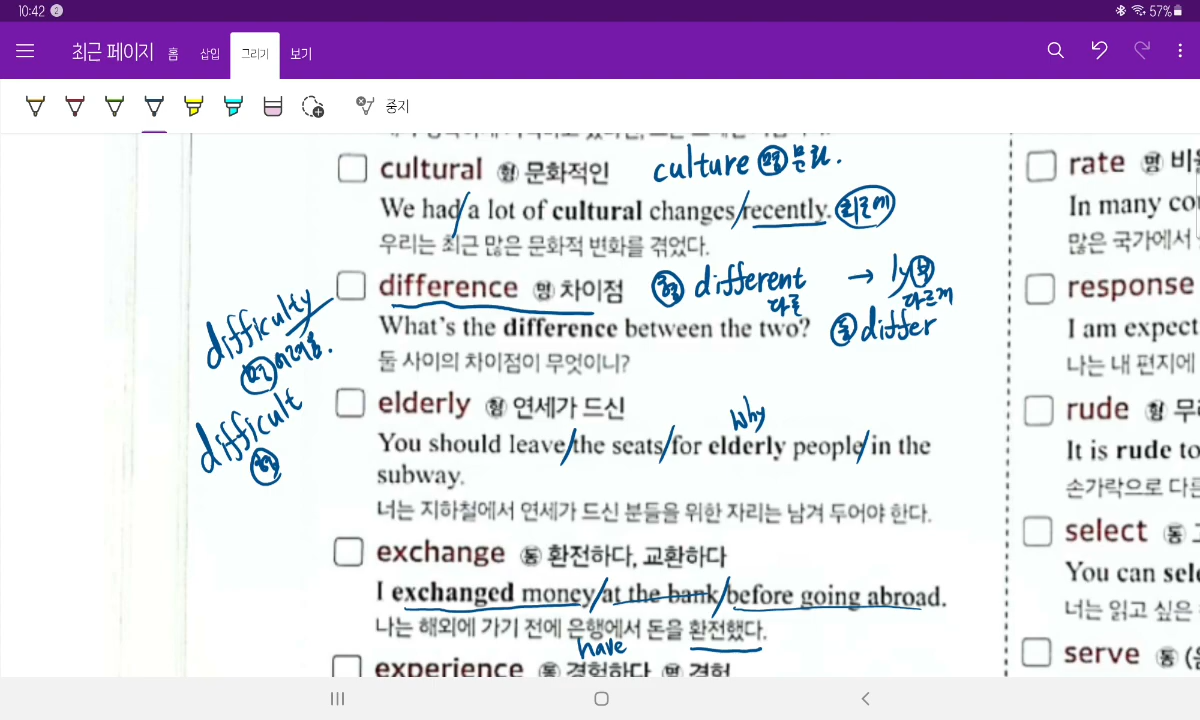 10:42 2 57%
최근 페이지 홈 삽입 그리기 보기
중지
cultural 형 문화적인 culture 명 문화.
We had/a lot of cultural changes/recently. 최근에
우리는 최근 많은 문화적 변화를 겪었다.
difference 명 차이점 형 different 다른 → ly 부 다르게
What's the difference between the two? 동 differ
둘 사이의 차이점이 무엇이니?
difficulty
명 어려움.
difficult
형
elderly 형 연세가 드신
why
You should leave/the seats/for elderly people/in the
subway.
너는 지하철에서 연세가 드신 분들을 위한 자리는 남겨 두어야 한다.
exchange 동 환전하다, 교환하다
I exchanged money/at the bank/before going abroad.
나는 해외에 가기 전에 은행에서 돈을 환전했다.
have
experience 동 경험하다 명 경험
rate 명
In many
많은 국가에서
response
I am expect
나는 내 편지에
rude 형
It is rude to
손가락으로
select 동
You can
너는 읽고 싶은
serve 동